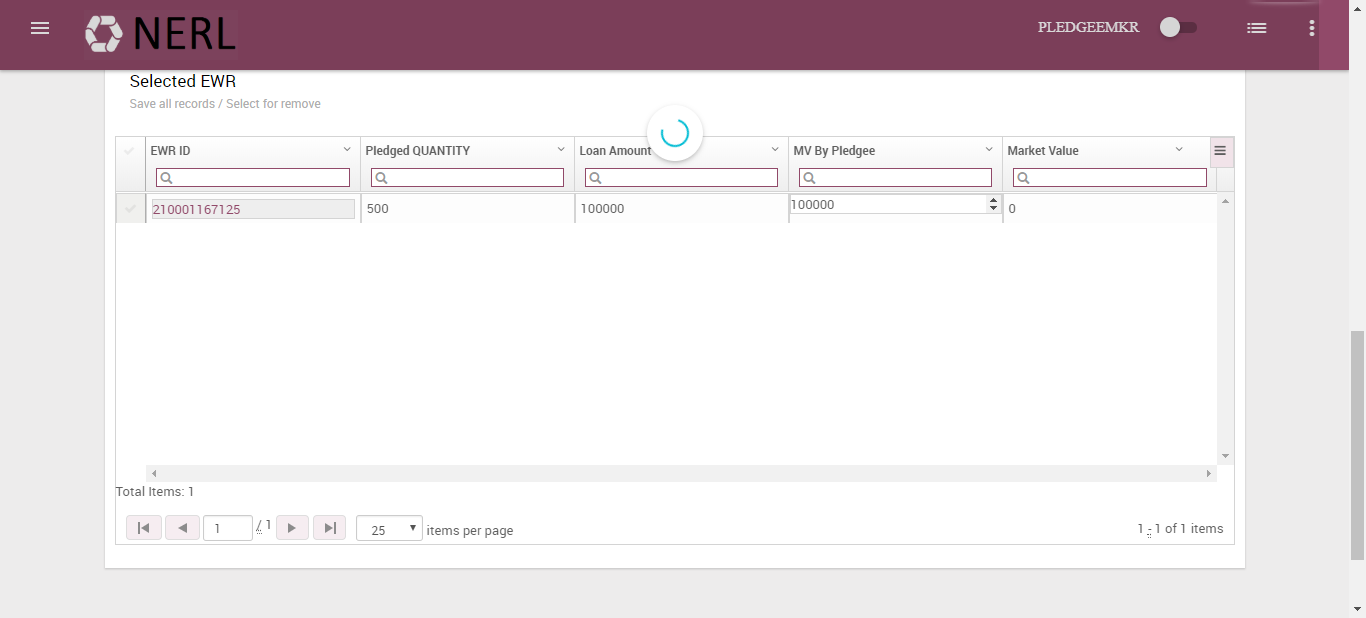 NERL
PLEDGEEMKR
Selected EWR
Save all records / Select for remove
EWR ID Pledged QUANTITY Loan Amount MV By Pledgee Market Value
210001167125 500 100000 100000 0
Total Items: 1
1 / 1 25 items per page 1 - 1 of 1 items